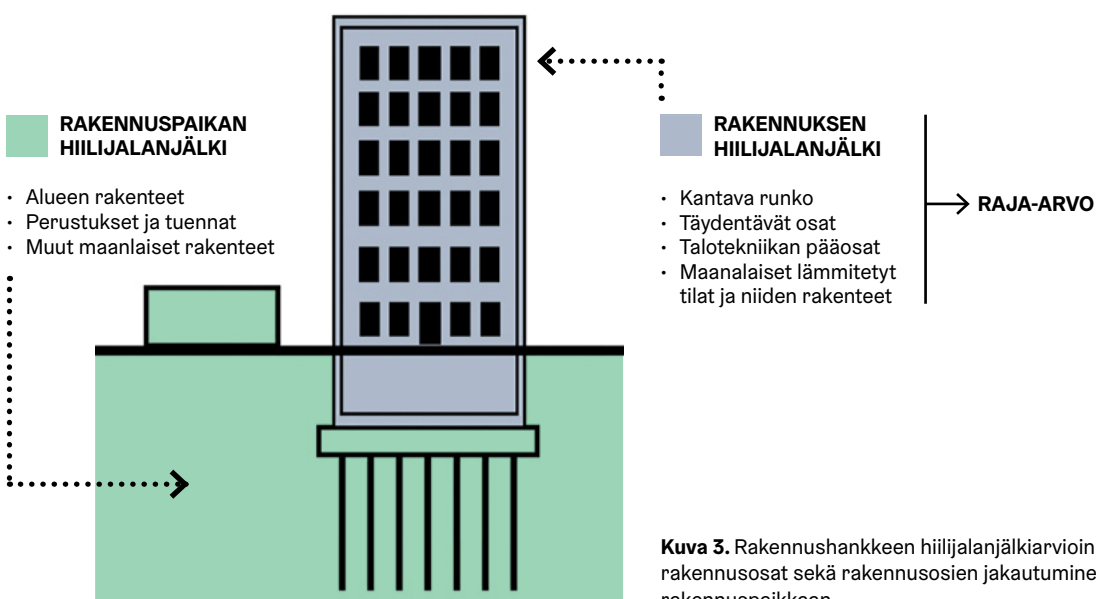 RAKENNUSPAIKAN
HIILIJALANJÄLKI
· Alueen rakenteet
· Perustukset ja tuennat
· Muut maanlaiset rakenteet
RAKENNUKSEN
HIILIJALANJÄLKI
· Kantava runko
· Täydentävät osat
· Talotekniikan pääosat
· Maanalaiset lämmitetyt
tilat ja niiden rakenteet
RAJA-ARVO
Kuva 3. Rakennushankkeen hiilijalanjälkiarvioin
rakennusosat sekä rakennusosien jakautumine